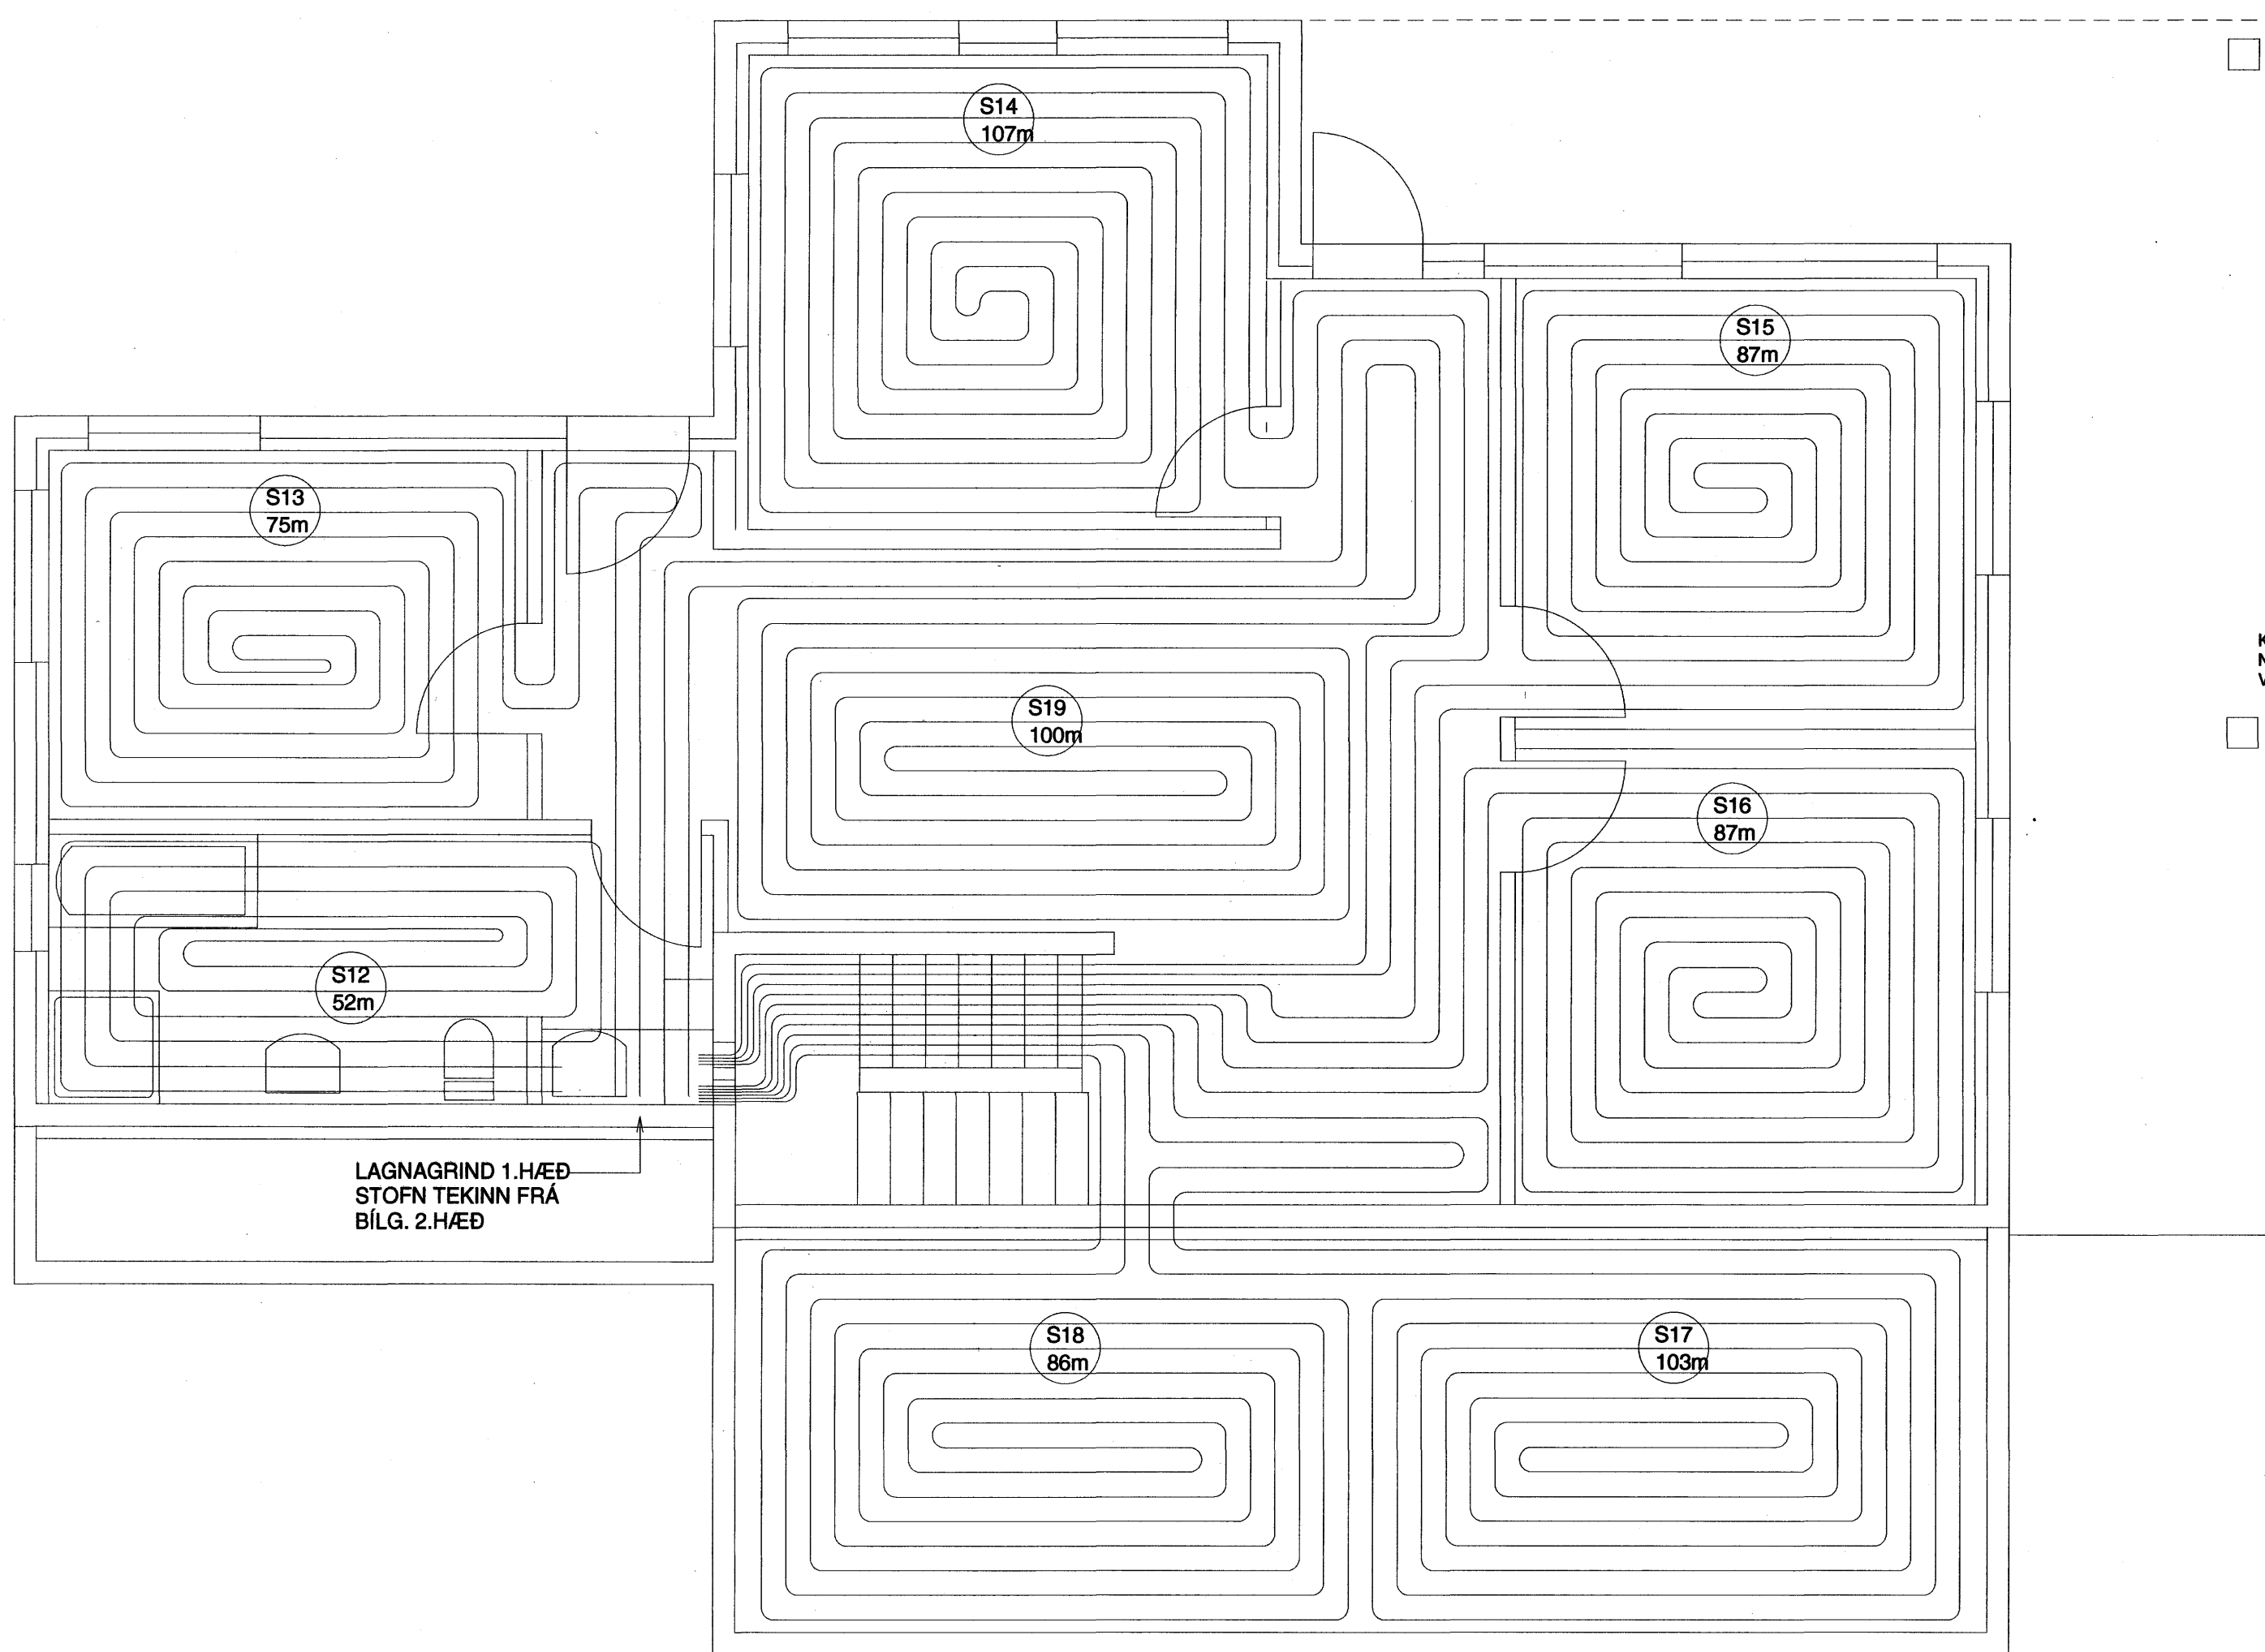 S14
107m
S15
87m
S13
75m
S19
100m
S16
87m
S12
52m
LAGNAGRIND 1.HÆÐ
STOFN TEKINN FRÁ
BÍLG. 2.HÆÐ
S18
86m
S17
103m